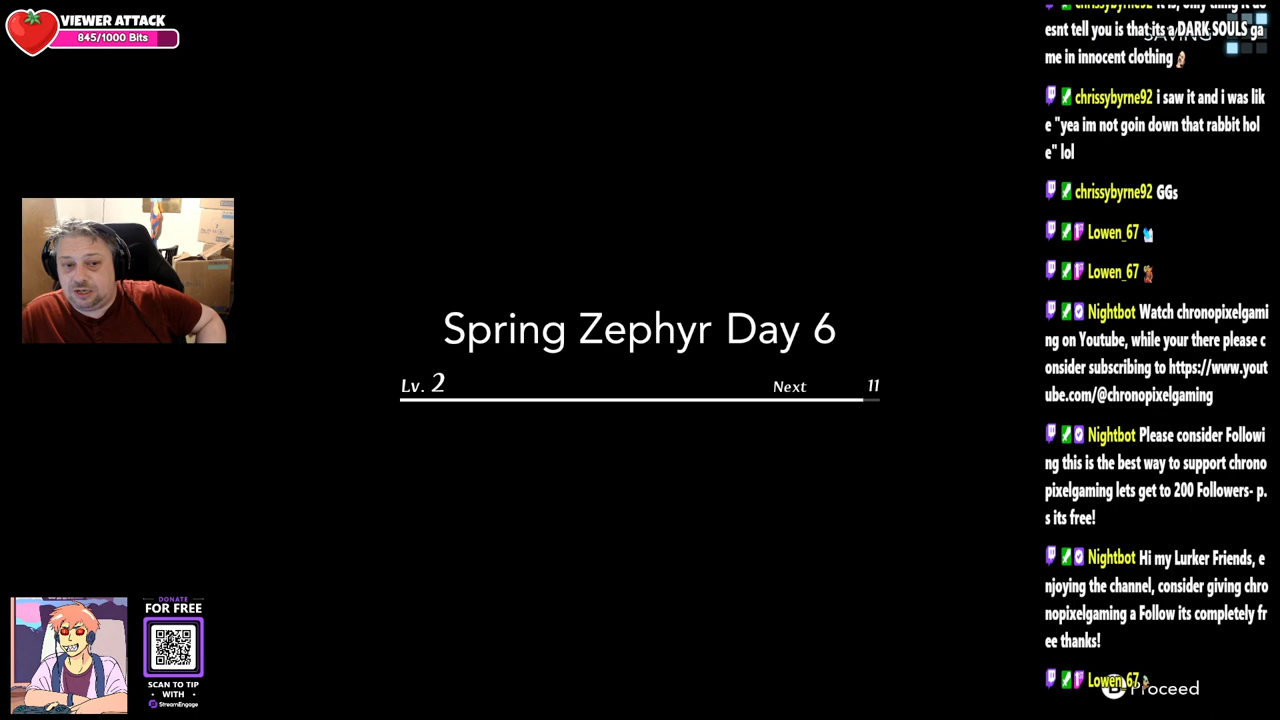 VIEWER ATTACK
845/1000 Bits
Spring Zephyr Day 6
Lv. 2
Next 11
DONATE
FOR FREE
SCAN TO TIP
• WITH •
StreamEngage
SAVING
esnt tell you is that its a DARK SOULS ga
me in innocent clothing
chrissybyrne92 i saw it and i was lik
e "yea im not goin down that rabbit hol
e" lol
chrissybyrne92 GGs
Lowen_67
Lowen_67
Nightbot Watch chronopixelgami
ng on Youtube, while your there please c
onsider subscribing to https://www.yout
ube.com/@chronopixelgaming
Nightbot Please consider Followi
ng this is the best way to support chrono
pixelgaming lets get to 200 Followers- p.
s its free!
Nightbot Hi my Lurker Friends, e
njoying the channel, consider giving chro
nopixelgaming a Follow its completely fr
ee thanks!
Lowen_67
B Proceed